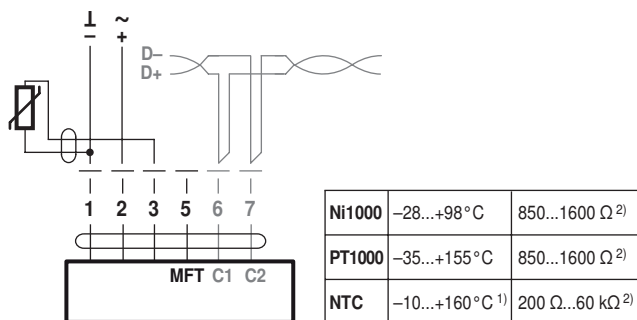 ⊥ ~
– +
D–
D+
1 2 3 5 6 7
MFT C1 C2
Ni1000 –28...+98°C 850...1600 Ω 2)
PT1000 –35...+155°C 850...1600 Ω 2)
NTC –10...+160°C 1) 200 Ω...60 kΩ 2)